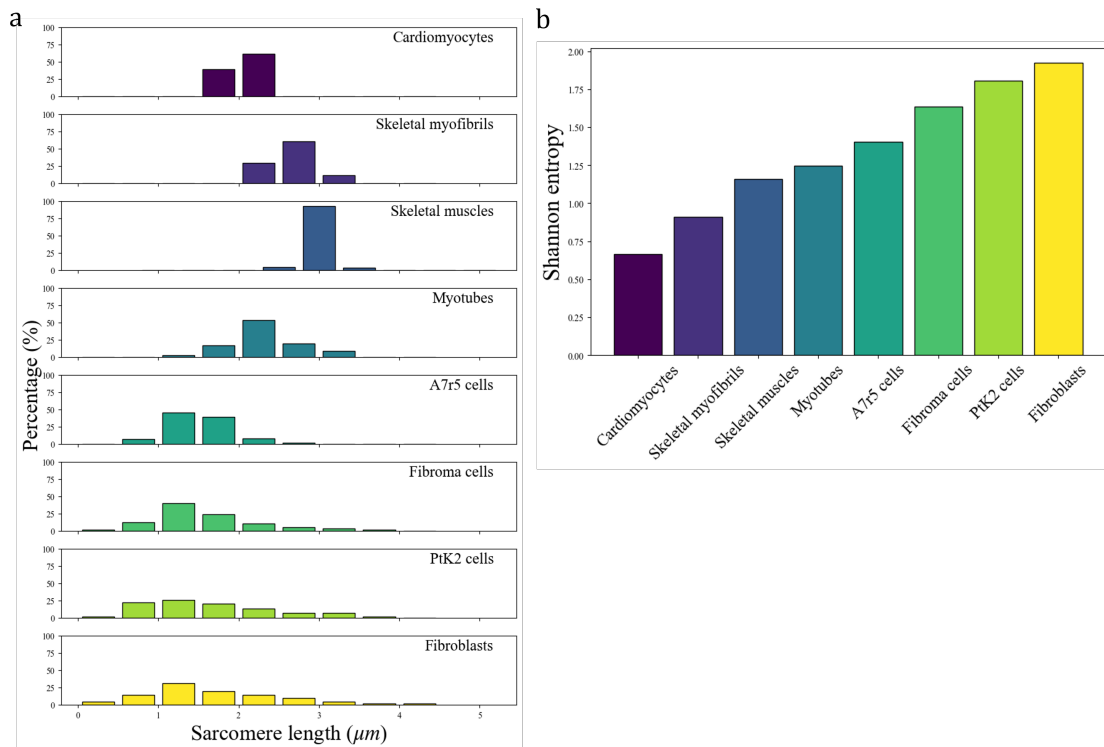 a
Cardiomyocytes
100
75
50
25
0
Skeletal myofibrils
100
75
50
25
0
Skeletal muscles
100
75
50
25
0
Myotubes
100
75
50
25
0
A7r5 cells
100
75
50
25
0
Fibroma cells
100
75
50
25
0
PtK2 cells
100
75
50
25
0
Fibroblasts
100
75
50
25
0
0 1 2 3 4 5
Percentage (%)
Sarcomere length (μm)
b
2.00
1.75
1.50
1.25
1.00
0.75
0.50
0.25
0.00
Shannon entropy
Cardiomyocytes
Skeletal myofibrils
Skeletal muscles
Myotubes
A7r5 cells
Fibroma cells
PtK2 cells
Fibroblasts